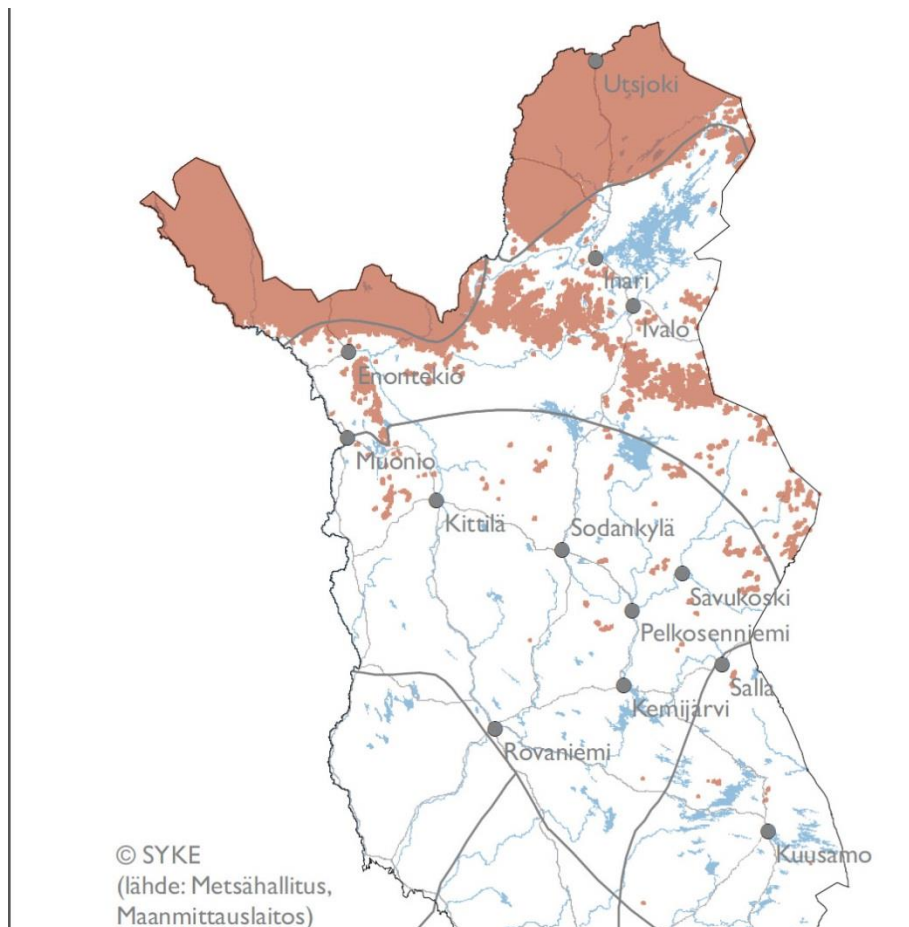 Utsjoki
Inari
Ivalo
Enontekiö
Muonio
Kittilä
Sodankylä
Savukoski
Pelkosenniemi
Salla
Kemijärvi
Rovaniemi
Kuusamo
© SYKE
(lähde: Metsähallitus,
Maanmittauslaitos)